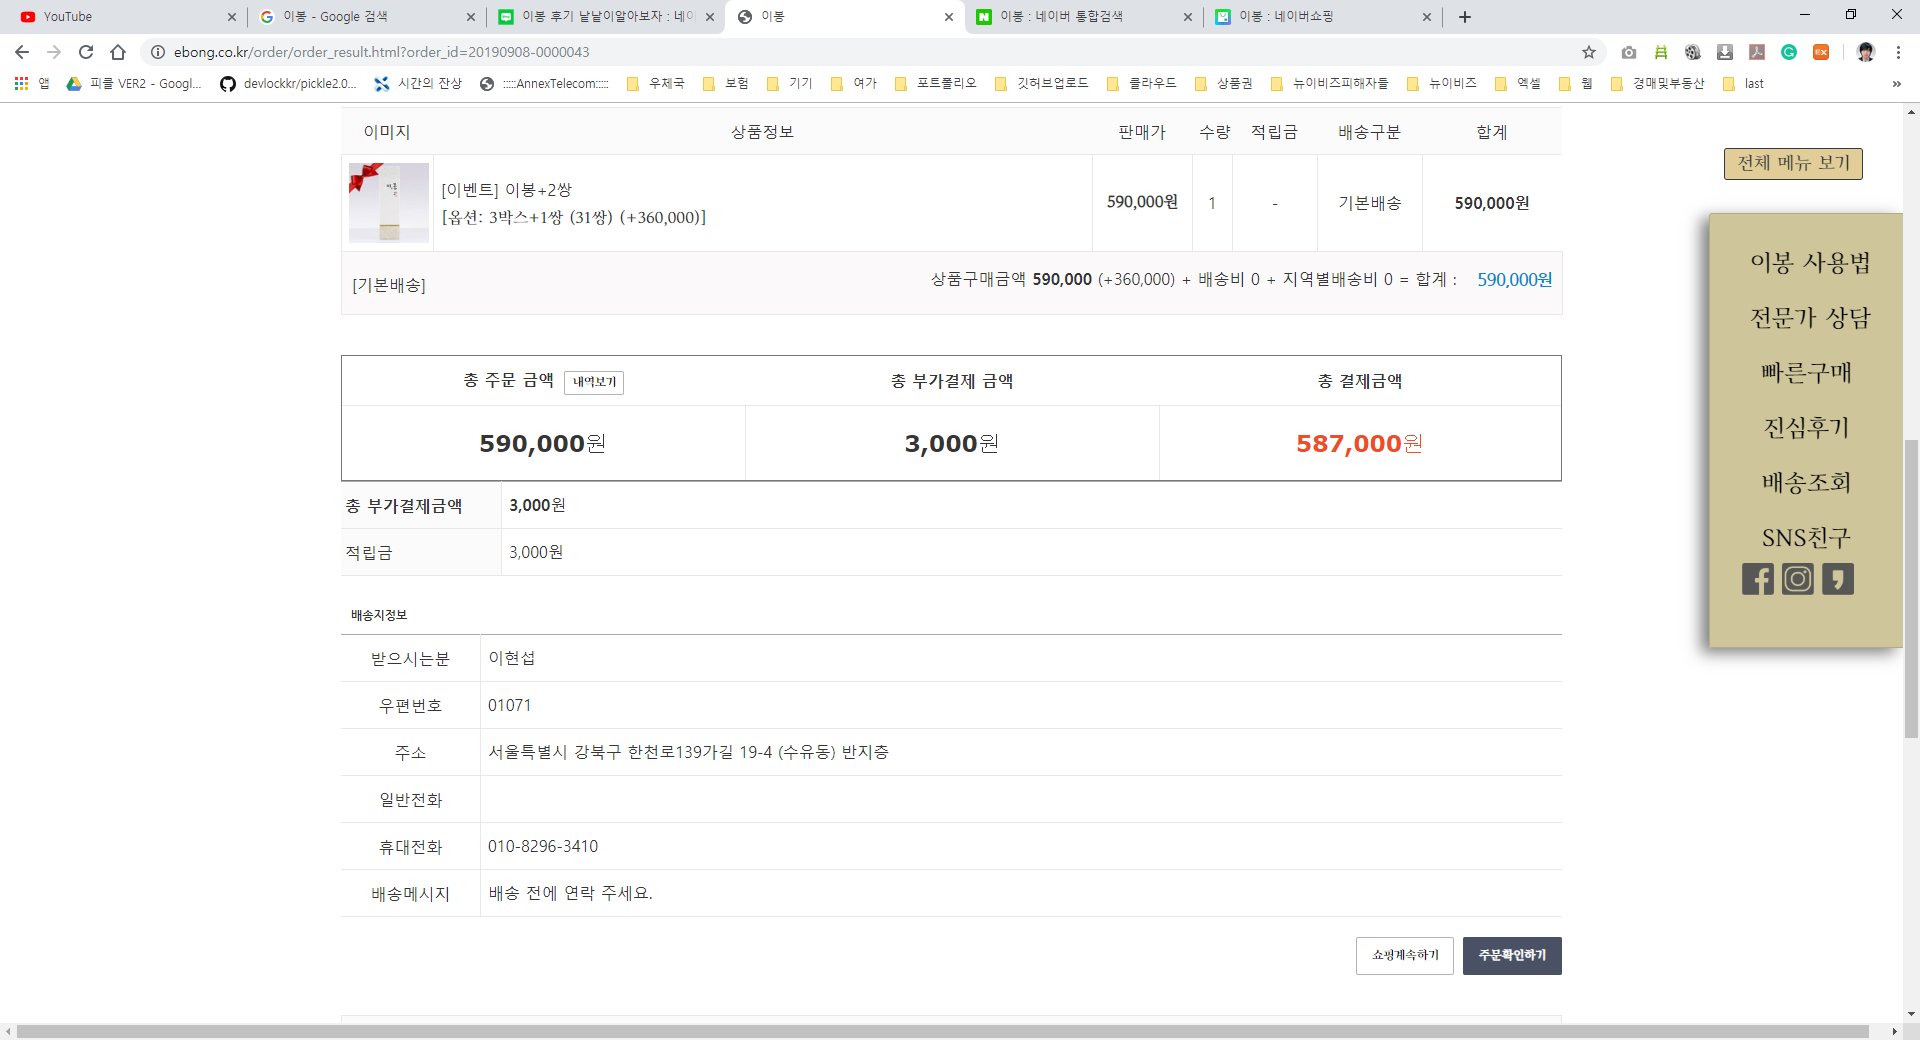 YouTube
이봉 - Google 검색
이봉 후기 낱낱이알아보자 : 네이
이봉
이봉 : 네이버 통합검색
이봉 : 네이버쇼핑
ebong.co.kr/order/order_result.html?order_id=20190908-0000043
앱
피클 VER2 - Googl...
devlockkr/pickle2.0...
시간의 잔상
:::::AnnexTelecom:::::
우체국
보험
기기
여가
포트폴리오
깃허브업로드
클라우드
상품권
뉴이비즈피해자들
뉴이비즈
엑셀
웹
경매및부동산
last
»
이미지 상품정보 판매가 수량 적립금 배송구분 합계
[이벤트] 이봉+2쌍
[옵션: 3박스+1쌍 (31쌍) (+360,000)]
590,000원 1 - 기본배송 590,000원
[기본배송]
상품구매금액 590,000 (+360,000) + 배송비 0 + 지역별배송비 0 = 합계 : 590,000원
총 주문 금액 내역보기 총 부가결제 금액 총 결제금액
590,000원 3,000원 587,000원
총 부가결제금액 3,000원
적립금 3,000원
배송지정보
받으시는분 이현섭
우편번호 01071
주소 서울특별시 강북구 한천로139가길 19-4 (수유동) 반지층
일반전화
휴대전화 010-8296-3410
배송메시지 배송 전에 연락 주세요.
쇼핑계속하기 주문확인하기
전체 메뉴 보기
이봉 사용법
전문가 상담
빠른구매
진심후기
배송조회
SNS친구